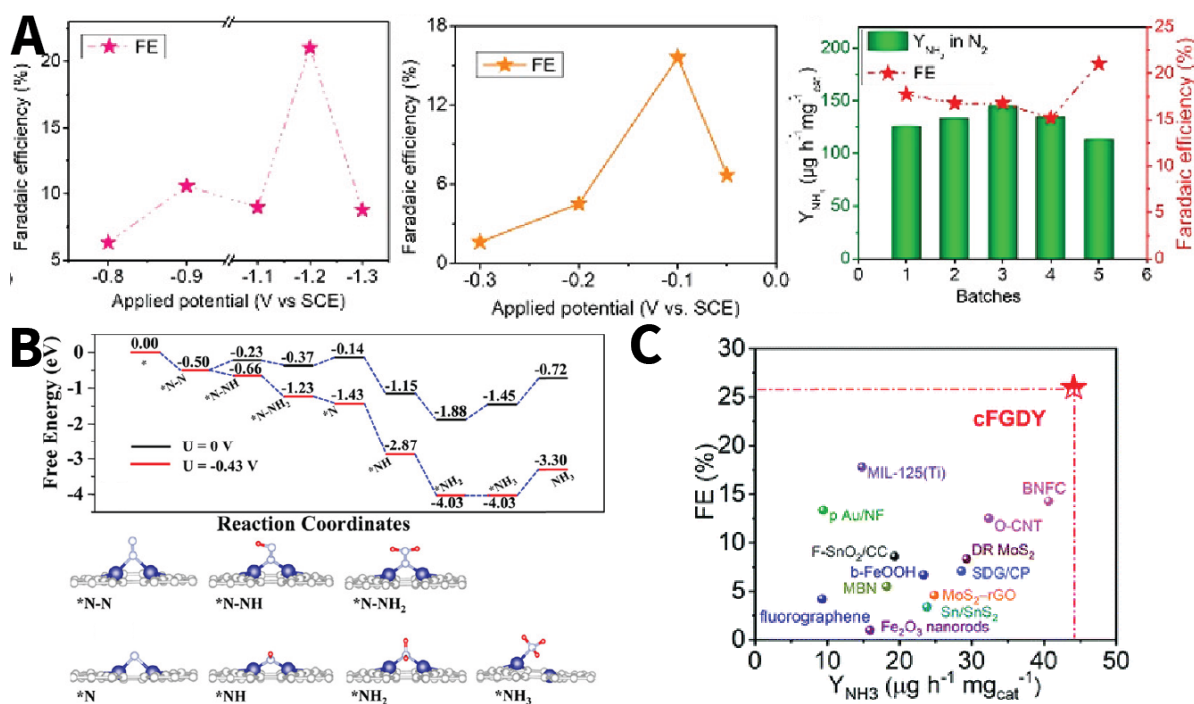 A
FE
Faradaic efficiency (%)
20
15
10
5
-0.8
-0.9
-1.1
-1.2
-1.3
Applied potential (V vs SCE)
FE
Faradaic efficiency (%)
18
12
6
0
-0.3
-0.2
-0.1
0.0
Applied potential (V vs. SCE)
Y_NH3 in N2
FE
Y_NH3 (µg h⁻¹ mg⁻¹cat.)
200
150
100
50
0
1
2
3
4
5
6
Batches
25
20
15
10
5
0
Faradaic efficiency (%)
B
Free Energy (eV)
0
-1
-2
-3
-4
0.00
-0.50
-0.23
-0.37
-0.14
-1.15
-1.88
-1.45
-0.72
-0.66
-1.23
-1.43
-2.87
-4.03
-4.03
-3.30
*
*N-N
*N-NH
*N-NH2
*N
*NH
*NH2
*NH3
NH3
U = 0 V
U = -0.43 V
Reaction Coordinates
*N-N
*N-NH
*N-NH2
*N
*NH
*NH2
*NH3
C
FE (%)
30
25
20
15
10
5
0
cFGDY
MIL-125(Ti)
BNFC
p Au/NF
O-CNT
F-SnO2/CC
DR MoS2
b-FeOOH
SDG/CP
MBN
MoS2–rGO
fluorographene
Sn/SnS2
Fe2O3 nanorods
0
10
20
30
40
50
Y_NH3 (µg h⁻¹ mgcat⁻¹)